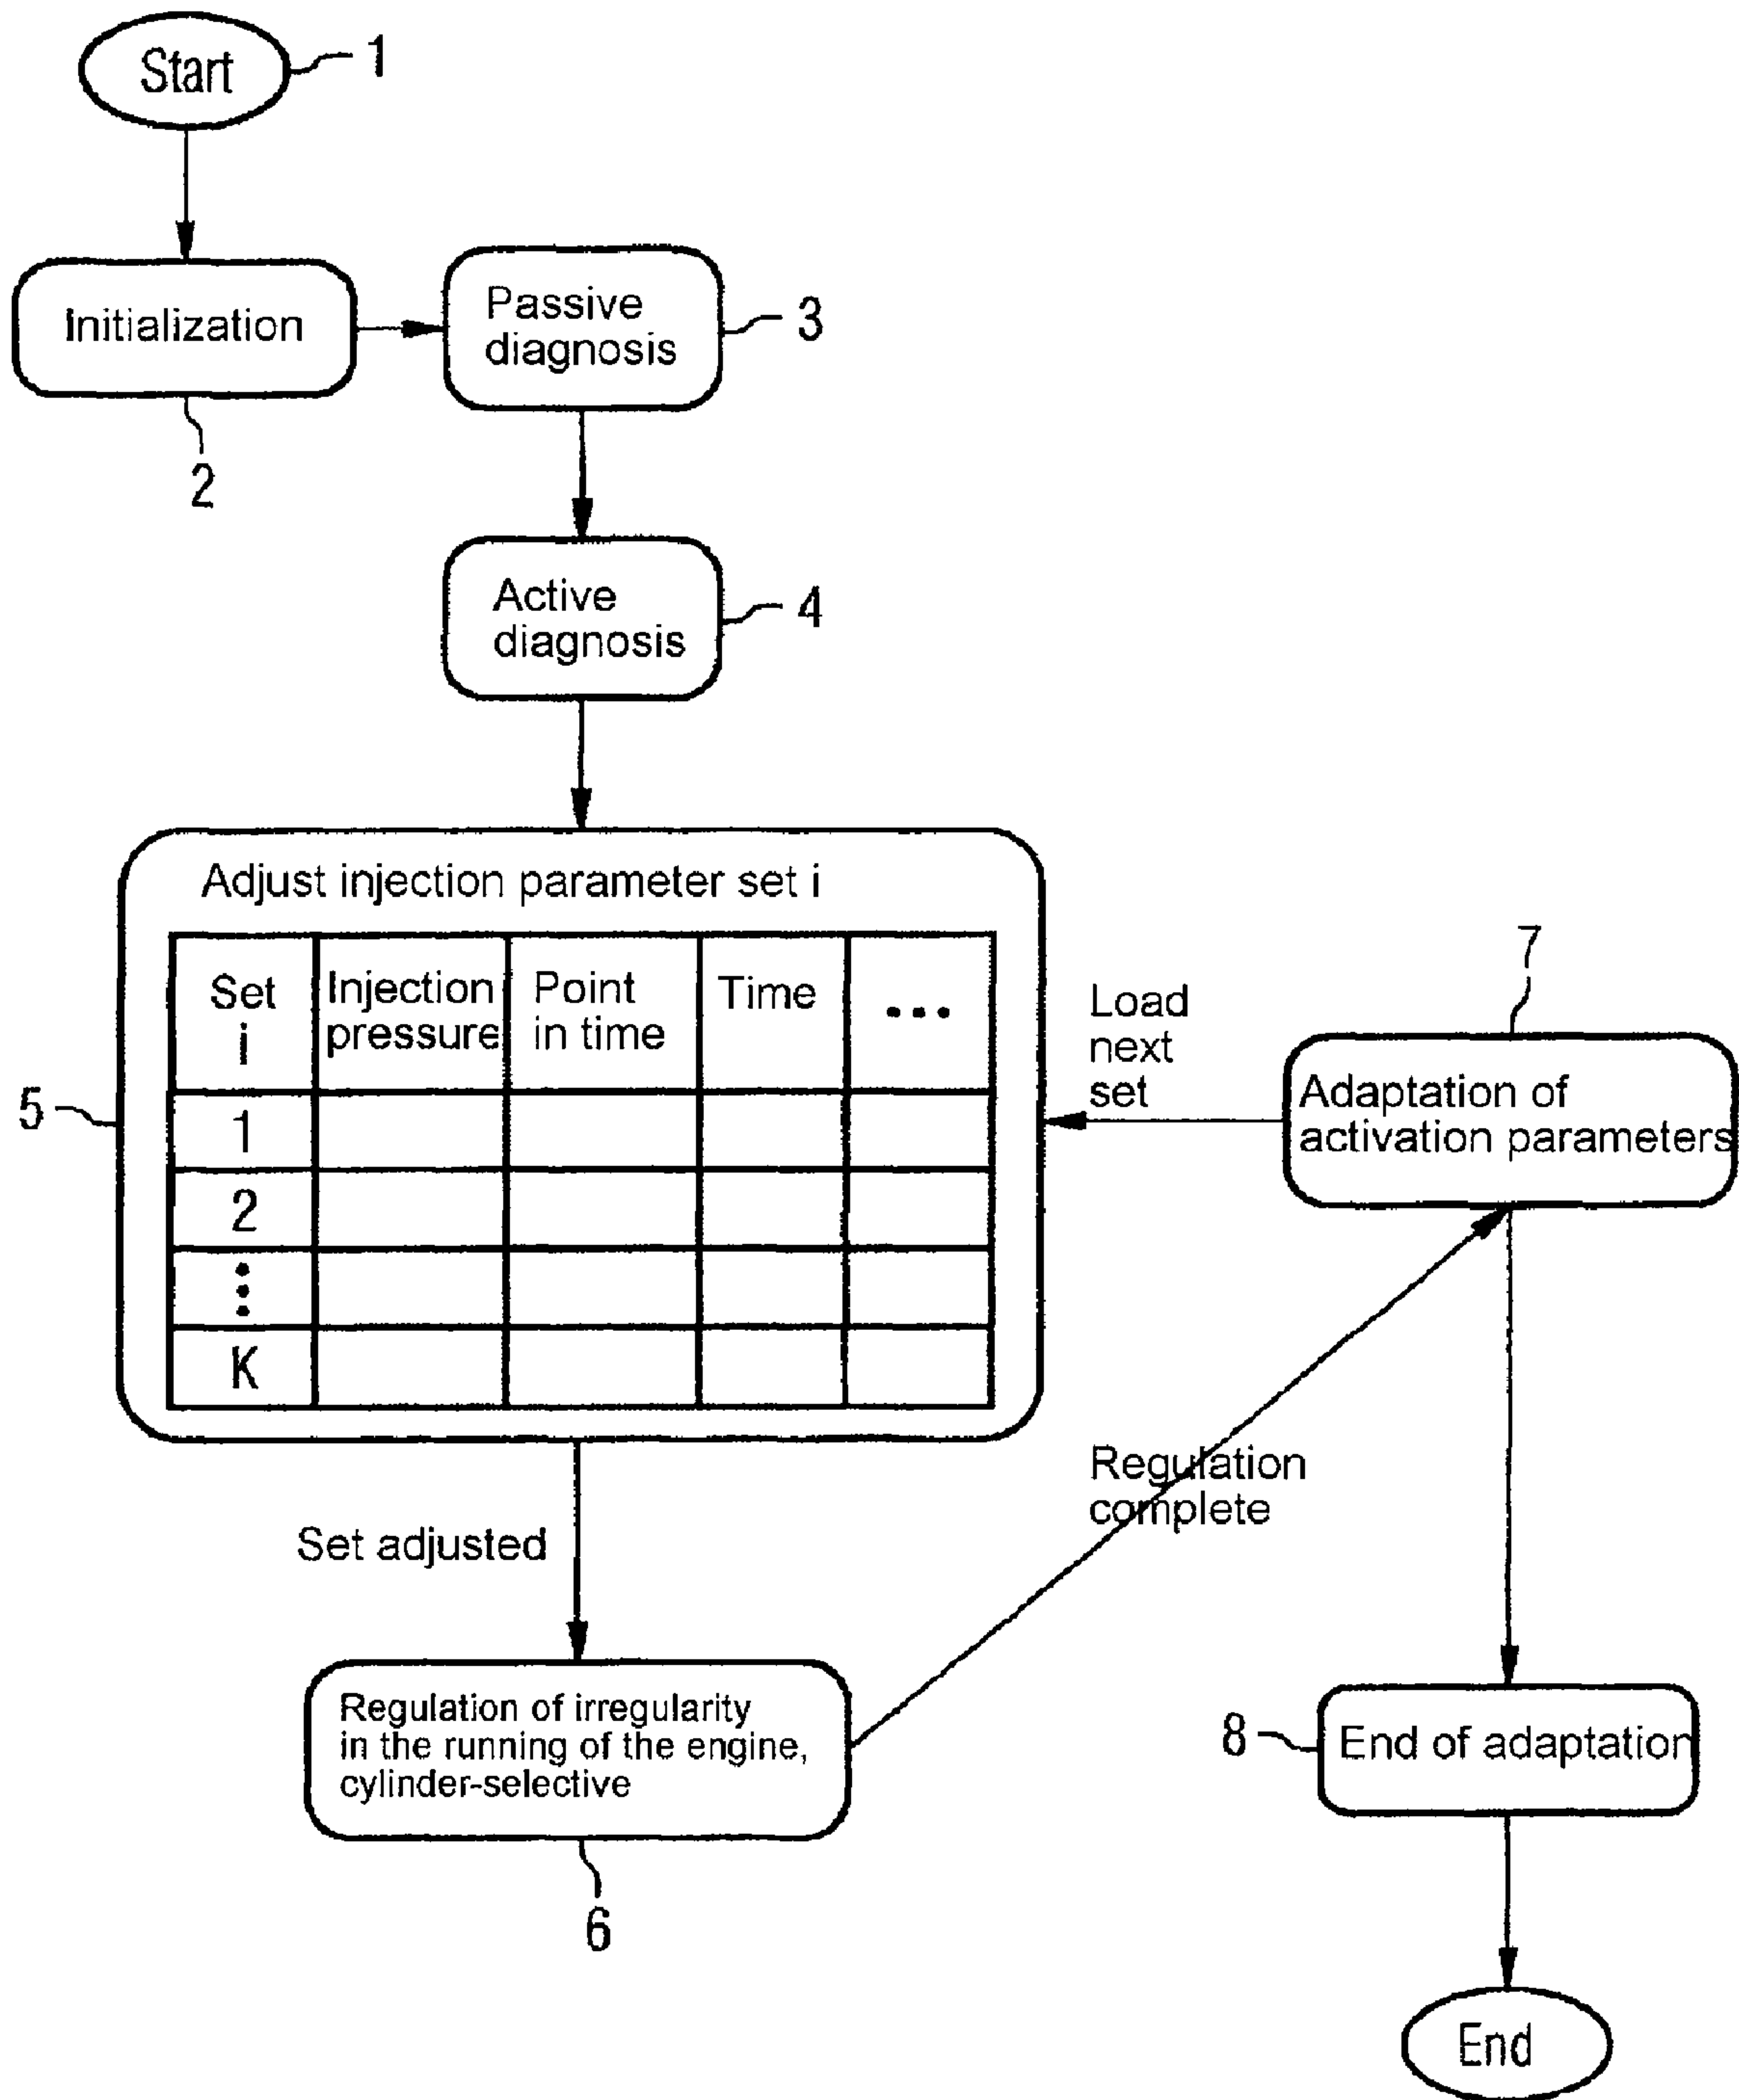 Start
1
Initialization
2
Passive
diagnosis
3
Active
diagnosis
4
Adjust injection parameter set i
Set
i
Injection
pressure
Point
in time
Time
...
1
2
⋮
K
5
Load
next
set
7
Adaptation of
activation parameters
Set adjusted
Regulation
complete
Regulation of irregularity
in the running of the engine,
cylinder-selective
6
8
End of adaptation
End